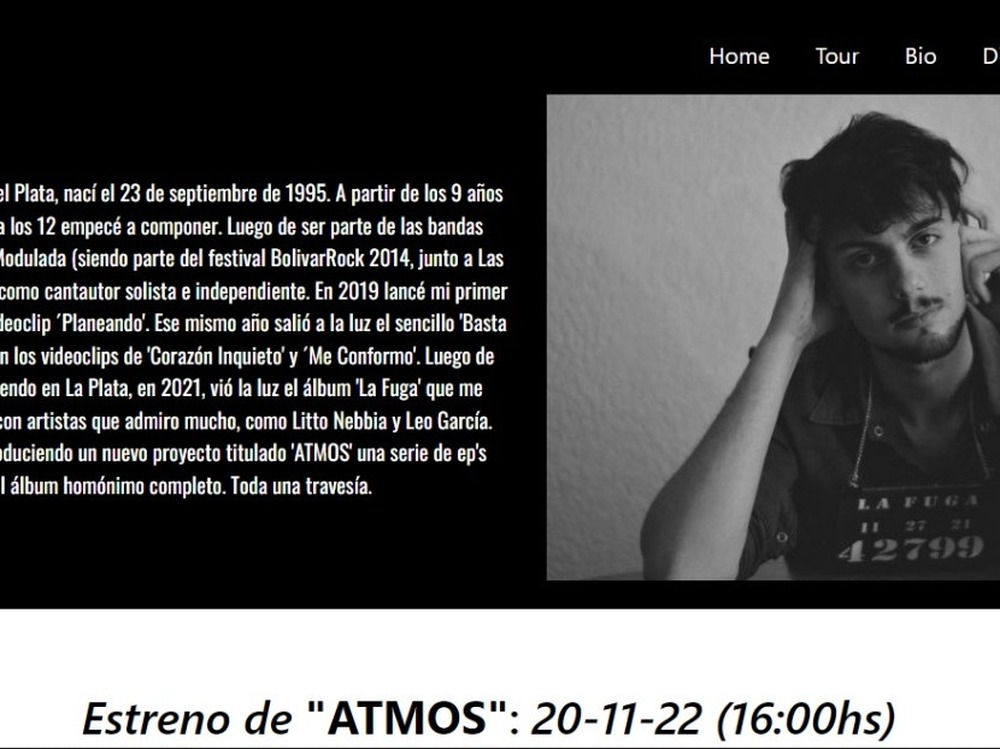 Home Tour Bio
el Plata, nací el 23 de septiembre de 1995. A partir de los 9 años
a los 12 empecé a componer. Luego de ser parte de las bandas
Modulada (siendo parte del festival BolivarRock 2014, junto a Las
como cantautor solista e independiente. En 2019 lancé mi primer
deoclip ´Planeando'. Ese mismo año salió a la luz el sencillo 'Basta
n los videoclips de 'Corazón Inquieto' y ´Me Conformo'. Luego de
endo en La Plata, en 2021, vió la luz el álbum 'La Fuga' que me
con artistas que admiro mucho, como Litto Nebbia y Leo García.
oduciendo un nuevo proyecto titulado 'ATMOS' una serie de ep's
l álbum homónimo completo. Toda una travesía.
LA FUGA
11 27 21
42799
Estreno de "ATMOS": 20-11-22 (16:00hs)